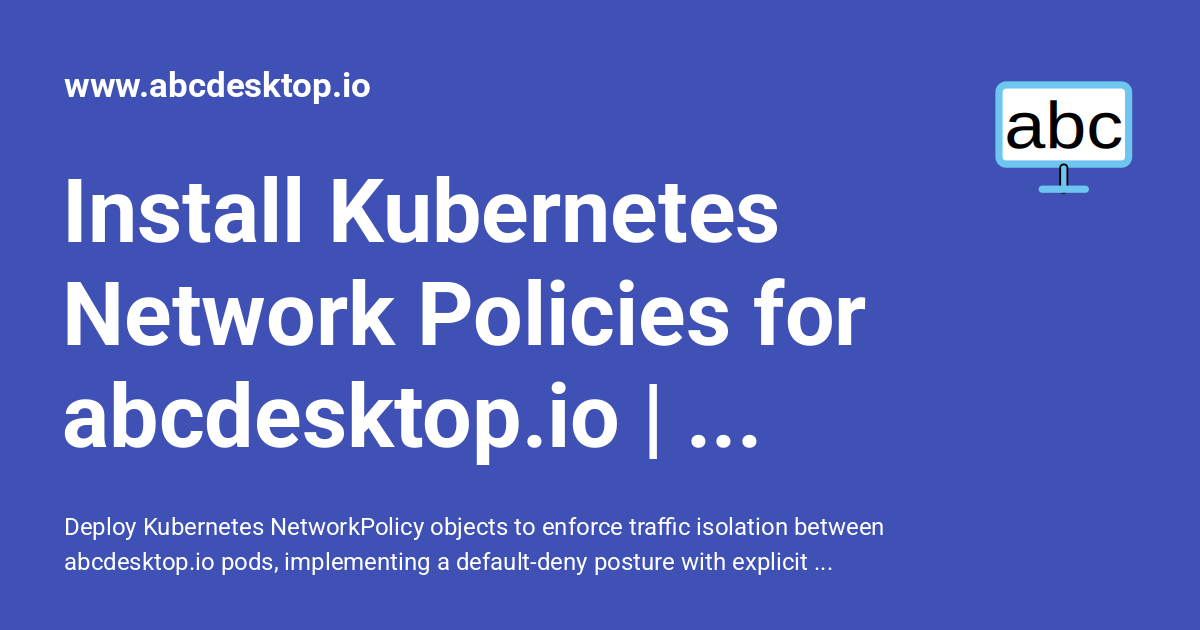 www.abcdesktop.io
abc
Install Kubernetes
Network Policies for
abcdesktop.io | ...
Deploy Kubernetes NetworkPolicy objects to enforce traffic isolation between
abcdesktop.io pods, implementing a default-deny posture with explicit ...